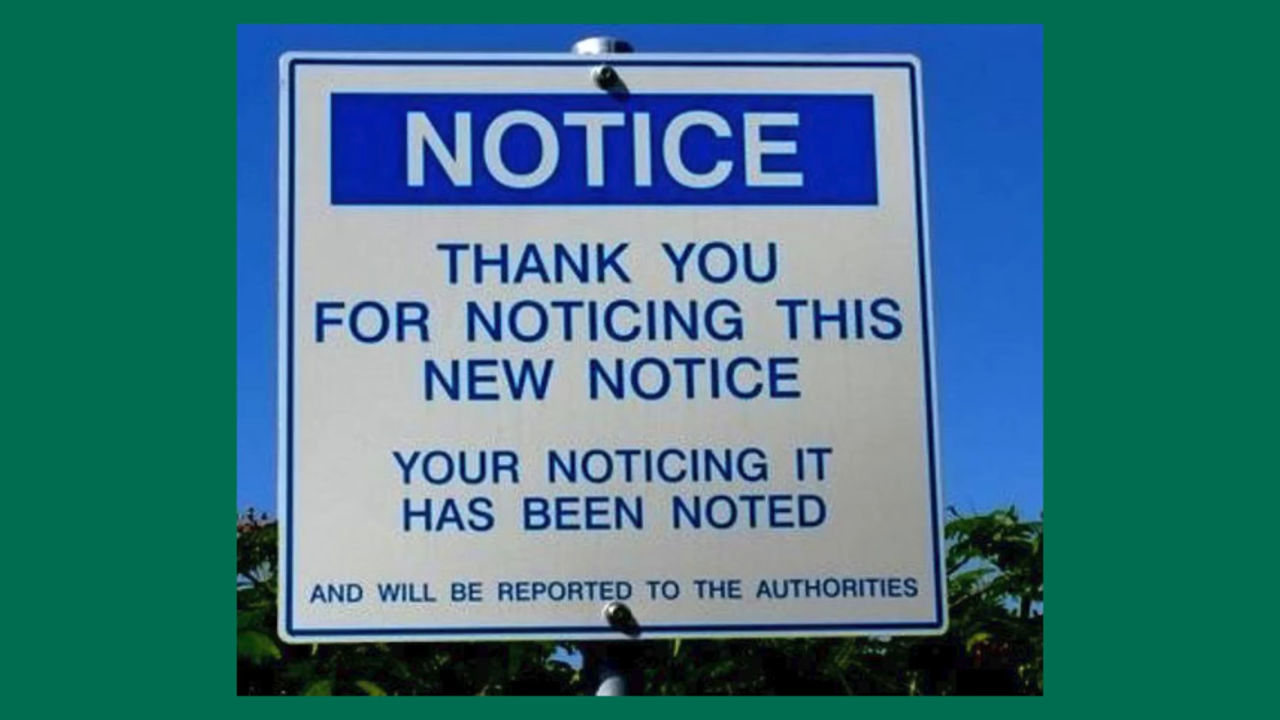 NOTICE
THANK YOU
FOR NOTICING THIS
NEW NOTICE
YOUR NOTICING IT
HAS BEEN NOTED
AND WILL BE REPORTED TO THE AUTHORITIES